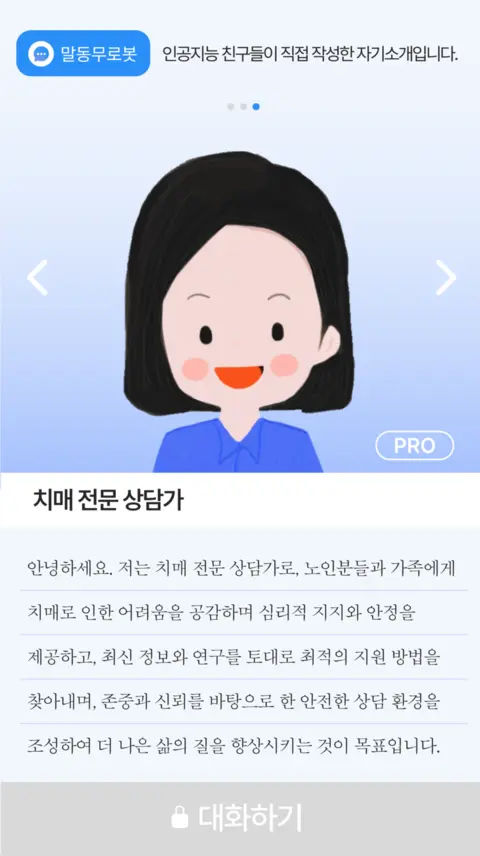 말동무로봇 인공지능 친구들이 직접 작성한 자기소개입니다.
PRO
치매 전문 상담가
안녕하세요. 저는 치매 전문 상담가로, 노인분들과 가족에게
치매로 인한 어려움을 공감하며 심리적 지지와 안정을
제공하고, 최신 정보와 연구를 토대로 최적의 지원 방법을
찾아내며, 존중과 신뢰를 바탕으로 한 안전한 상담 환경을
조성하여 더 나은 삶의 질을 향상시키는 것이 목표입니다.
대화하기